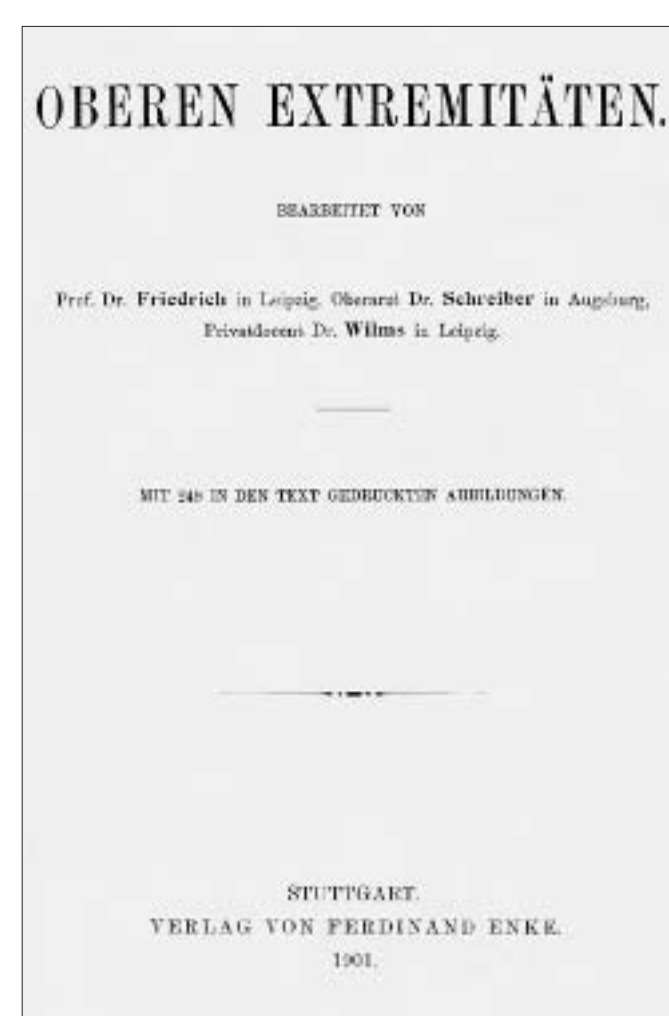 OBEREN EXTREMITÄTEN.
BEARBEITET VON
Prof. Dr. Friedrich in Leipzig, Oberarzt Dr. Schreiber in Augsburg,
Privatdocent Dr. Wilms in Leipzig.
MIT 248 IN DEN TEXT GEDRUCKTEN ABBILDUNGEN.
STUTTGART.
VERLAG VON FERDINAND ENKE.
1901.